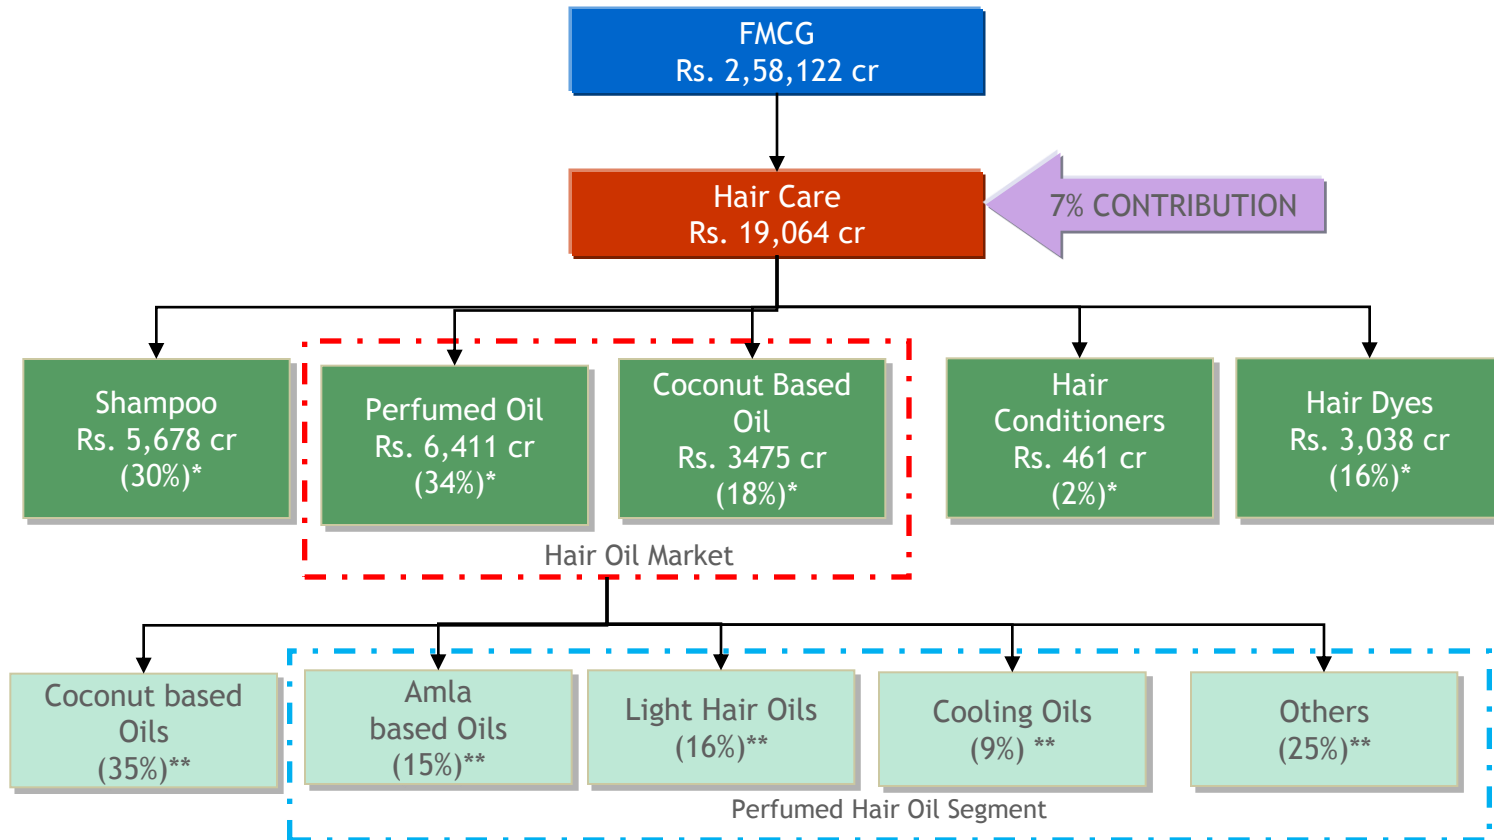 FMCG
Rs. 2,58,122 cr
Hair Care
Rs. 19,064 cr
7% CONTRIBUTION
Shampoo
Rs. 5,678 cr
(30%)*
Perfumed Oil
Rs. 6,411 cr
(34%)*
Coconut Based
Oil
Rs. 3475 cr
(18%)*
Hair
Conditioners
Rs. 461 cr
(2%)*
Hair Dyes
Rs. 3,038 cr
(16%)*
Hair Oil Market
Coconut based
Oils
(35%)**
Amla
based Oils
(15%)**
Light Hair Oils
(16%)**
Cooling Oils
(9%) **
Others
(25%)**
Perfumed Hair Oil Segment